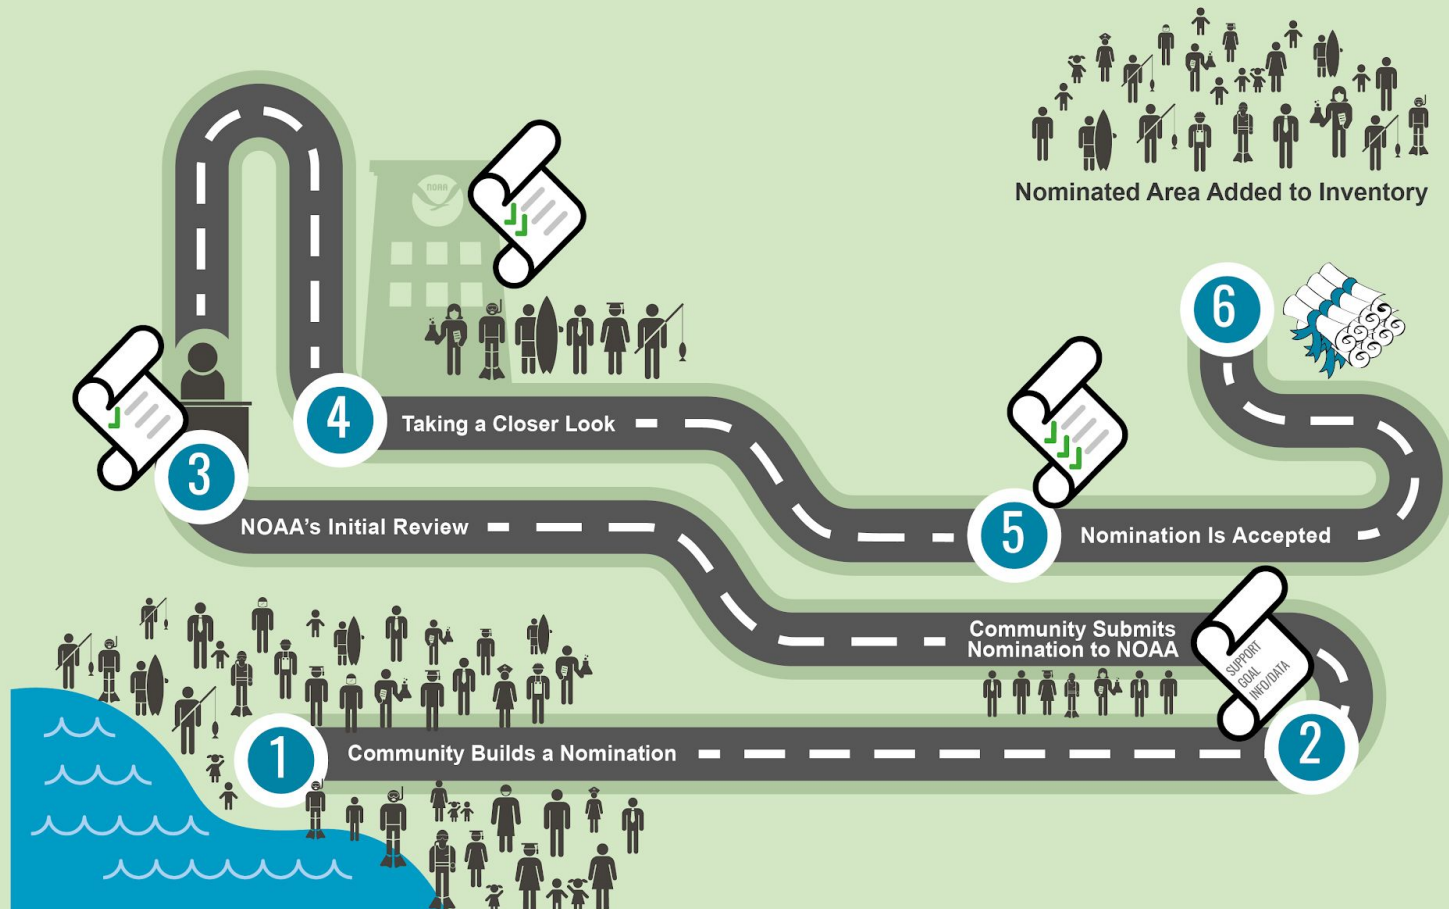 Nominated Area Added to Inventory
6
NOAA
4
Taking a Closer Look
3
NOAA's Initial Review
5
Nomination Is Accepted
Community Submits
Nomination to NOAA
SUPPORT
GOAL
INFO/DATA
1
Community Builds a Nomination
2